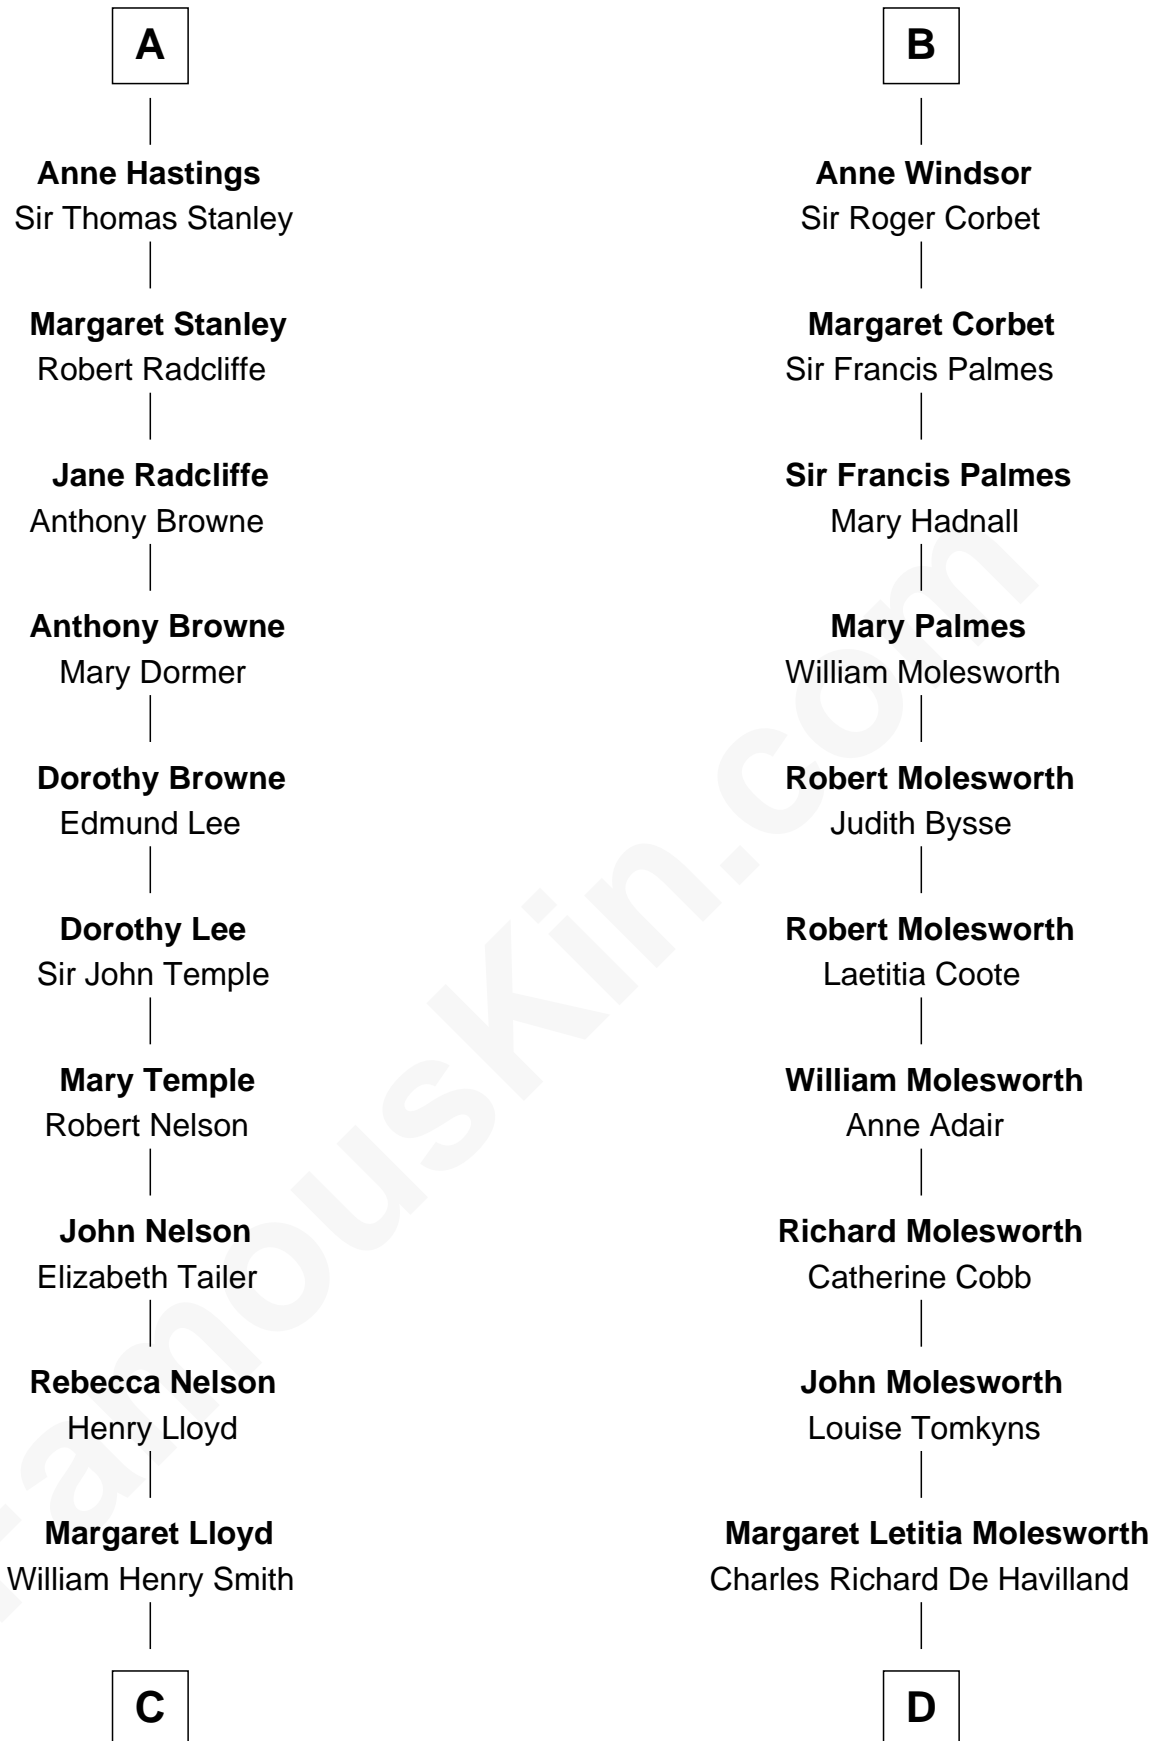 A
Anne Hastings
Sir Thomas Stanley
Margaret Stanley
Robert Radcliffe
Jane Radcliffe
Anthony Browne
Anthony Browne
Mary Dormer
Dorothy Browne
Edmund Lee
Dorothy Lee
Sir John Temple
Mary Temple
Robert Nelson
John Nelson
Elizabeth Tailer
Rebecca Nelson
Henry Lloyd
Margaret Lloyd
William Henry Smith
C
B
Anne Windsor
Sir Roger Corbet
Margaret Corbet
Sir Francis Palmes
Sir Francis Palmes
Mary Hadnall
Mary Palmes
William Molesworth
Robert Molesworth
Judith Bysse
Robert Molesworth
Laetitia Coote
William Molesworth
Anne Adair
Richard Molesworth
Catherine Cobb
John Molesworth
Louise Tomkyns
Margaret Letitia Molesworth
Charles Richard De Havilland
D
FamousKin.com